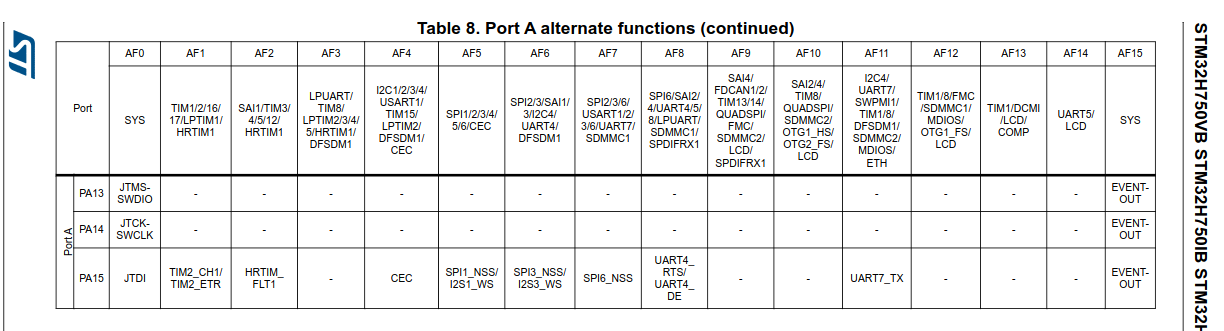 Table 8. Port A alternate functions (continued)
Port
AF0
AF1
AF2
AF3
AF4
AF5
AF6
AF7
AF8
AF9
AF10
AF11
AF12
AF13
AF14
AF15
SYS
TIM1/2/16/
17/LPTIM1/
HRTIM1
SAI1/TIM3/
4/5/12/
HRTIM1
LPUART/
TIM8/
LPTIM2/3/4
/5/HRTIM1/
DFSDM1
I2C1/2/3/4/
USART1/
TIM15/
LPTIM2/
DFSDM1/
CEC
SPI1/2/3/4/
5/6/CEC
SPI2/3/SAI1/
3/I2C4/
UART4/
DFSDM1
SPI2/3/6/
USART1/2/
3/6/UART7/
SDMMC1
SPI6/SAI2/
4/UART4/5/
8/LPUART/
SDMMC1/
SPDIFRX1
SAI4/
FDCAN1/2/
TIM13/14/
QUADSPI/
FMC/
SDMMC2/
LCD/
SPDIFRX1
SAI2/4/
TIM8/
QUADSPI/
SDMMC2/
OTG1_HS/
OTG2_FS/
LCD
I2C4/
UART7/
SWPMI1/
TIM1/8/
DFSDM1/
SDMMC2/
MDIOS/
ETH
TIM1/8/FMC
/SDMMC1/
MDIOS/
OTG1_FS/
LCD
TIM1/DCMI
/LCD/
COMP
UART5/
LCD
SYS
Port A
PA13
JTMS-
SWDIO
-
-
-
-
-
-
-
-
-
-
-
-
-
-
EVENT-
OUT
PA14
JTCK-
SWCLK
-
-
-
-
-
-
-
-
-
-
-
-
-
-
EVENT-
OUT
PA15
JTDI
TIM2_CH1/
TIM2_ETR
HRTIM_
FLT1
-
CEC
SPI1_NSS/
I2S1_WS
SPI3_NSS/
I2S3_WS
SPI6_NSS
UART4_
RTS/
UART4_
DE
-
-
UART7_TX
-
-
-
EVENT-
OUT
STM32H750VB STM32H750IB